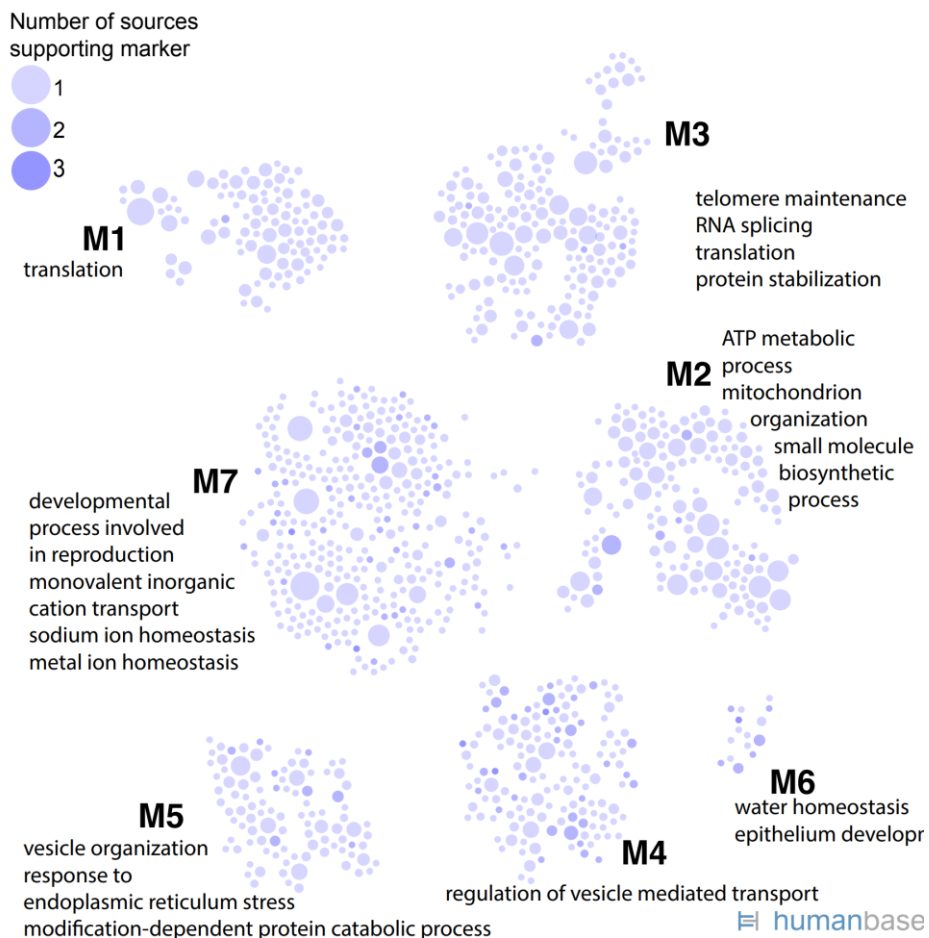 Number of sources
supporting marker
1
2
3
M1
translation
M3
telomere maintenance
RNA splicing
translation
protein stabilization
M2
ATP metabolic
process
mitochondrion
organization
small molecule
biosynthetic
process
M7
developmental
process involved
in reproduction
monovalent inorganic
cation transport
sodium ion homeostasis
metal ion homeostasis
M5
vesicle organization
response to
endoplasmic reticulum stress
modification-dependent protein catabolic process
M4
regulation of vesicle mediated transport
M6
water homeostasis
epithelium developr
humanbase